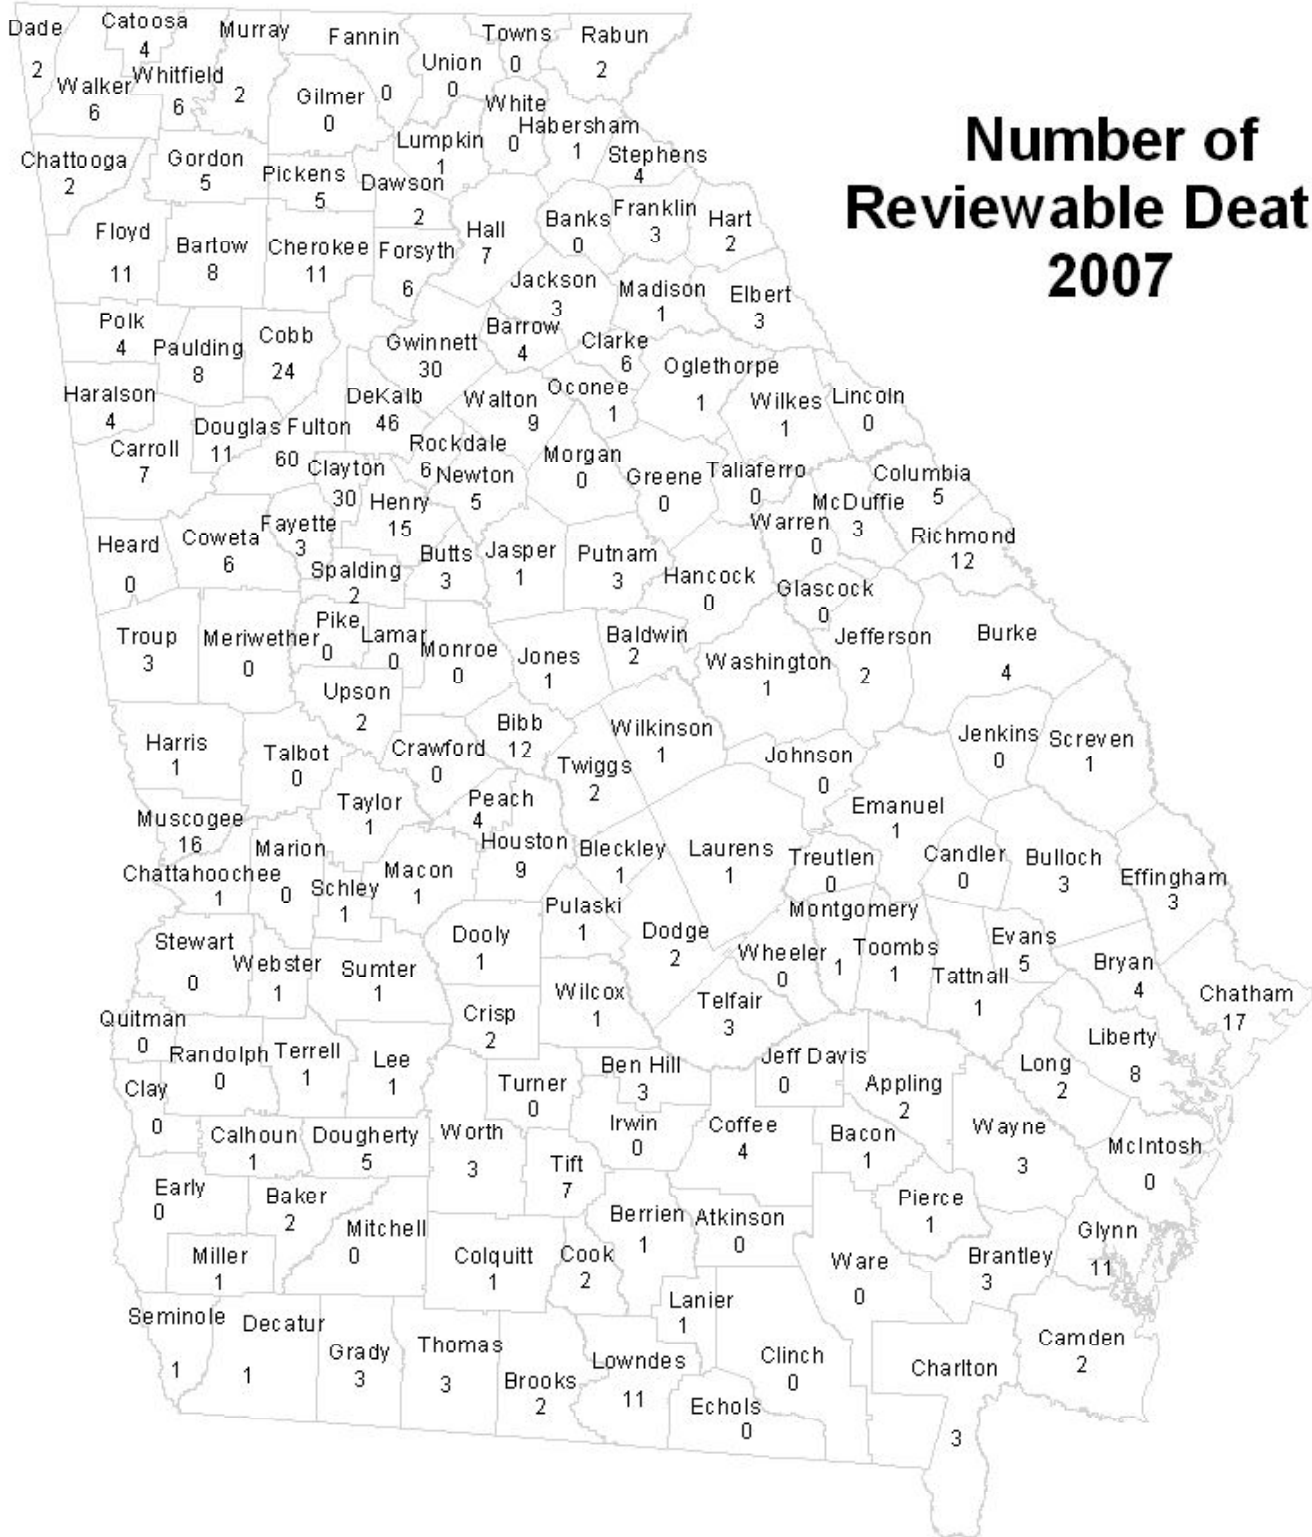 Number of
Reviewable Deat
2007
Dade
2
Catoosa
4
Murray
2
Fannin
0
Towns
0
Rabun
2
Union
0
Walker
6
Whitfield
6
Gilmer
0
White
0
Habersham
1
Lumpkin
1
Stephens
4
Chattooga
2
Gordon
5
Pickens
5
Dawson
2
Floyd
11
Bartow
8
Cherokee
11
Forsyth
6
Hall
7
Banks
0
Franklin
3
Hart
2
Jackson
3
Madison
1
Elbert
3
Polk
4
Paulding
8
Cobb
24
Gwinnett
30
Barrow
4
Clarke
6
Oglethorpe
1
Haralson
4
DeKalb
46
Walton
9
Oconee
1
Wilkes
1
Lincoln
0
Carroll
7
Douglas
11
Fulton
60
Clayton
30
Rockdale
6
Newton
5
Morgan
0
Greene
0
Taliaferro
0
Columbia
5
McDuffie
3
Henry
15
Fayette
3
Coweta
6
Heard
0
Warren
0
Richmond
12
Spalding
2
Butts
3
Jasper
1
Putnam
3
Hancock
0
Glascock
0
Troup
3
Meriwether
0
Pike
0
Lamar
0
Monroe
0
Jones
1
Baldwin
2
Washington
1
Jefferson
2
Burke
4
Upson
2
Harris
1
Talbot
0
Crawford
0
Bibb
12
Wilkinson
1
Twiggs
2
Johnson
0
Jenkins
0
Screven
1
Taylor
1
Peach
4
Emanuel
1
Muscogee
16
Marion
0
Houston
9
Bleckley
1
Laurens
1
Treutlen
0
Candler
0
Bulloch
3
Effingham
3
Chattahoochee
1
Schley
1
Macon
1
Pulaski
1
Montgomery
1
Stewart
0
Webster
1
Sumter
1
Dooly
1
Dodge
2
Wheeler
0
Toombs
1
Tattnall
1
Evans
5
Bryan
4
Chatham
17
Wilcox
1
Telfair
3
Crisp
2
Quitman
0
Randolph
0
Terrell
1
Lee
1
Liberty
8
Long
2
Ben Hill
3
Jeff Davis
0
Appling
2
Turner
0
Clay
0
Calhoun
1
Dougherty
5
Worth
3
Irwin
0
Coffee
4
Bacon
1
Wayne
3
McIntosh
0
Tift
7
Early
0
Baker
2
Mitchell
0
Pierce
1
Berrien
1
Atkinson
0
Glynn
11
Miller
1
Colquitt
1
Cook
2
Ware
0
Brantley
3
Lanier
1
Seminole
1
Decatur
1
Grady
3
Thomas
3
Brooks
2
Lowndes
11
Clinch
0
Charlton
3
Camden
2
Echols
0